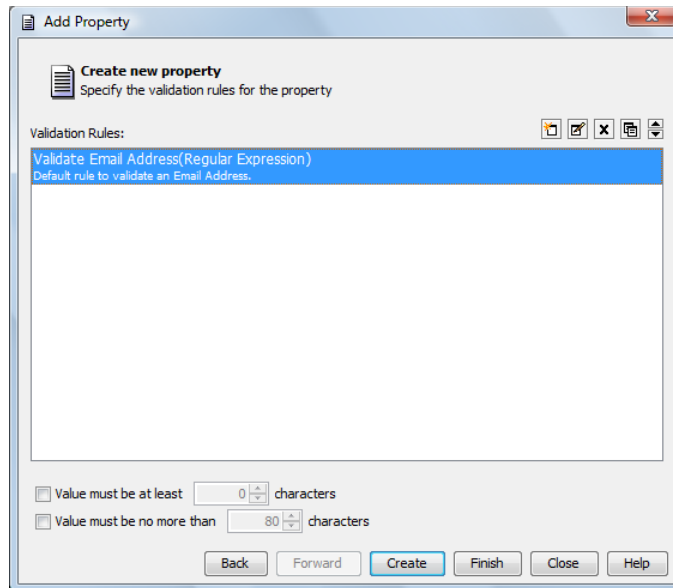 Add Property
Create new property
Specify the validation rules for the property
Validation Rules:
Validate Email Address(Regular Expression)
Default rule to validate an Email Address.
Value must be at least 0 characters
Value must be no more than 80 characters
Back Forward Create Finish Close Help